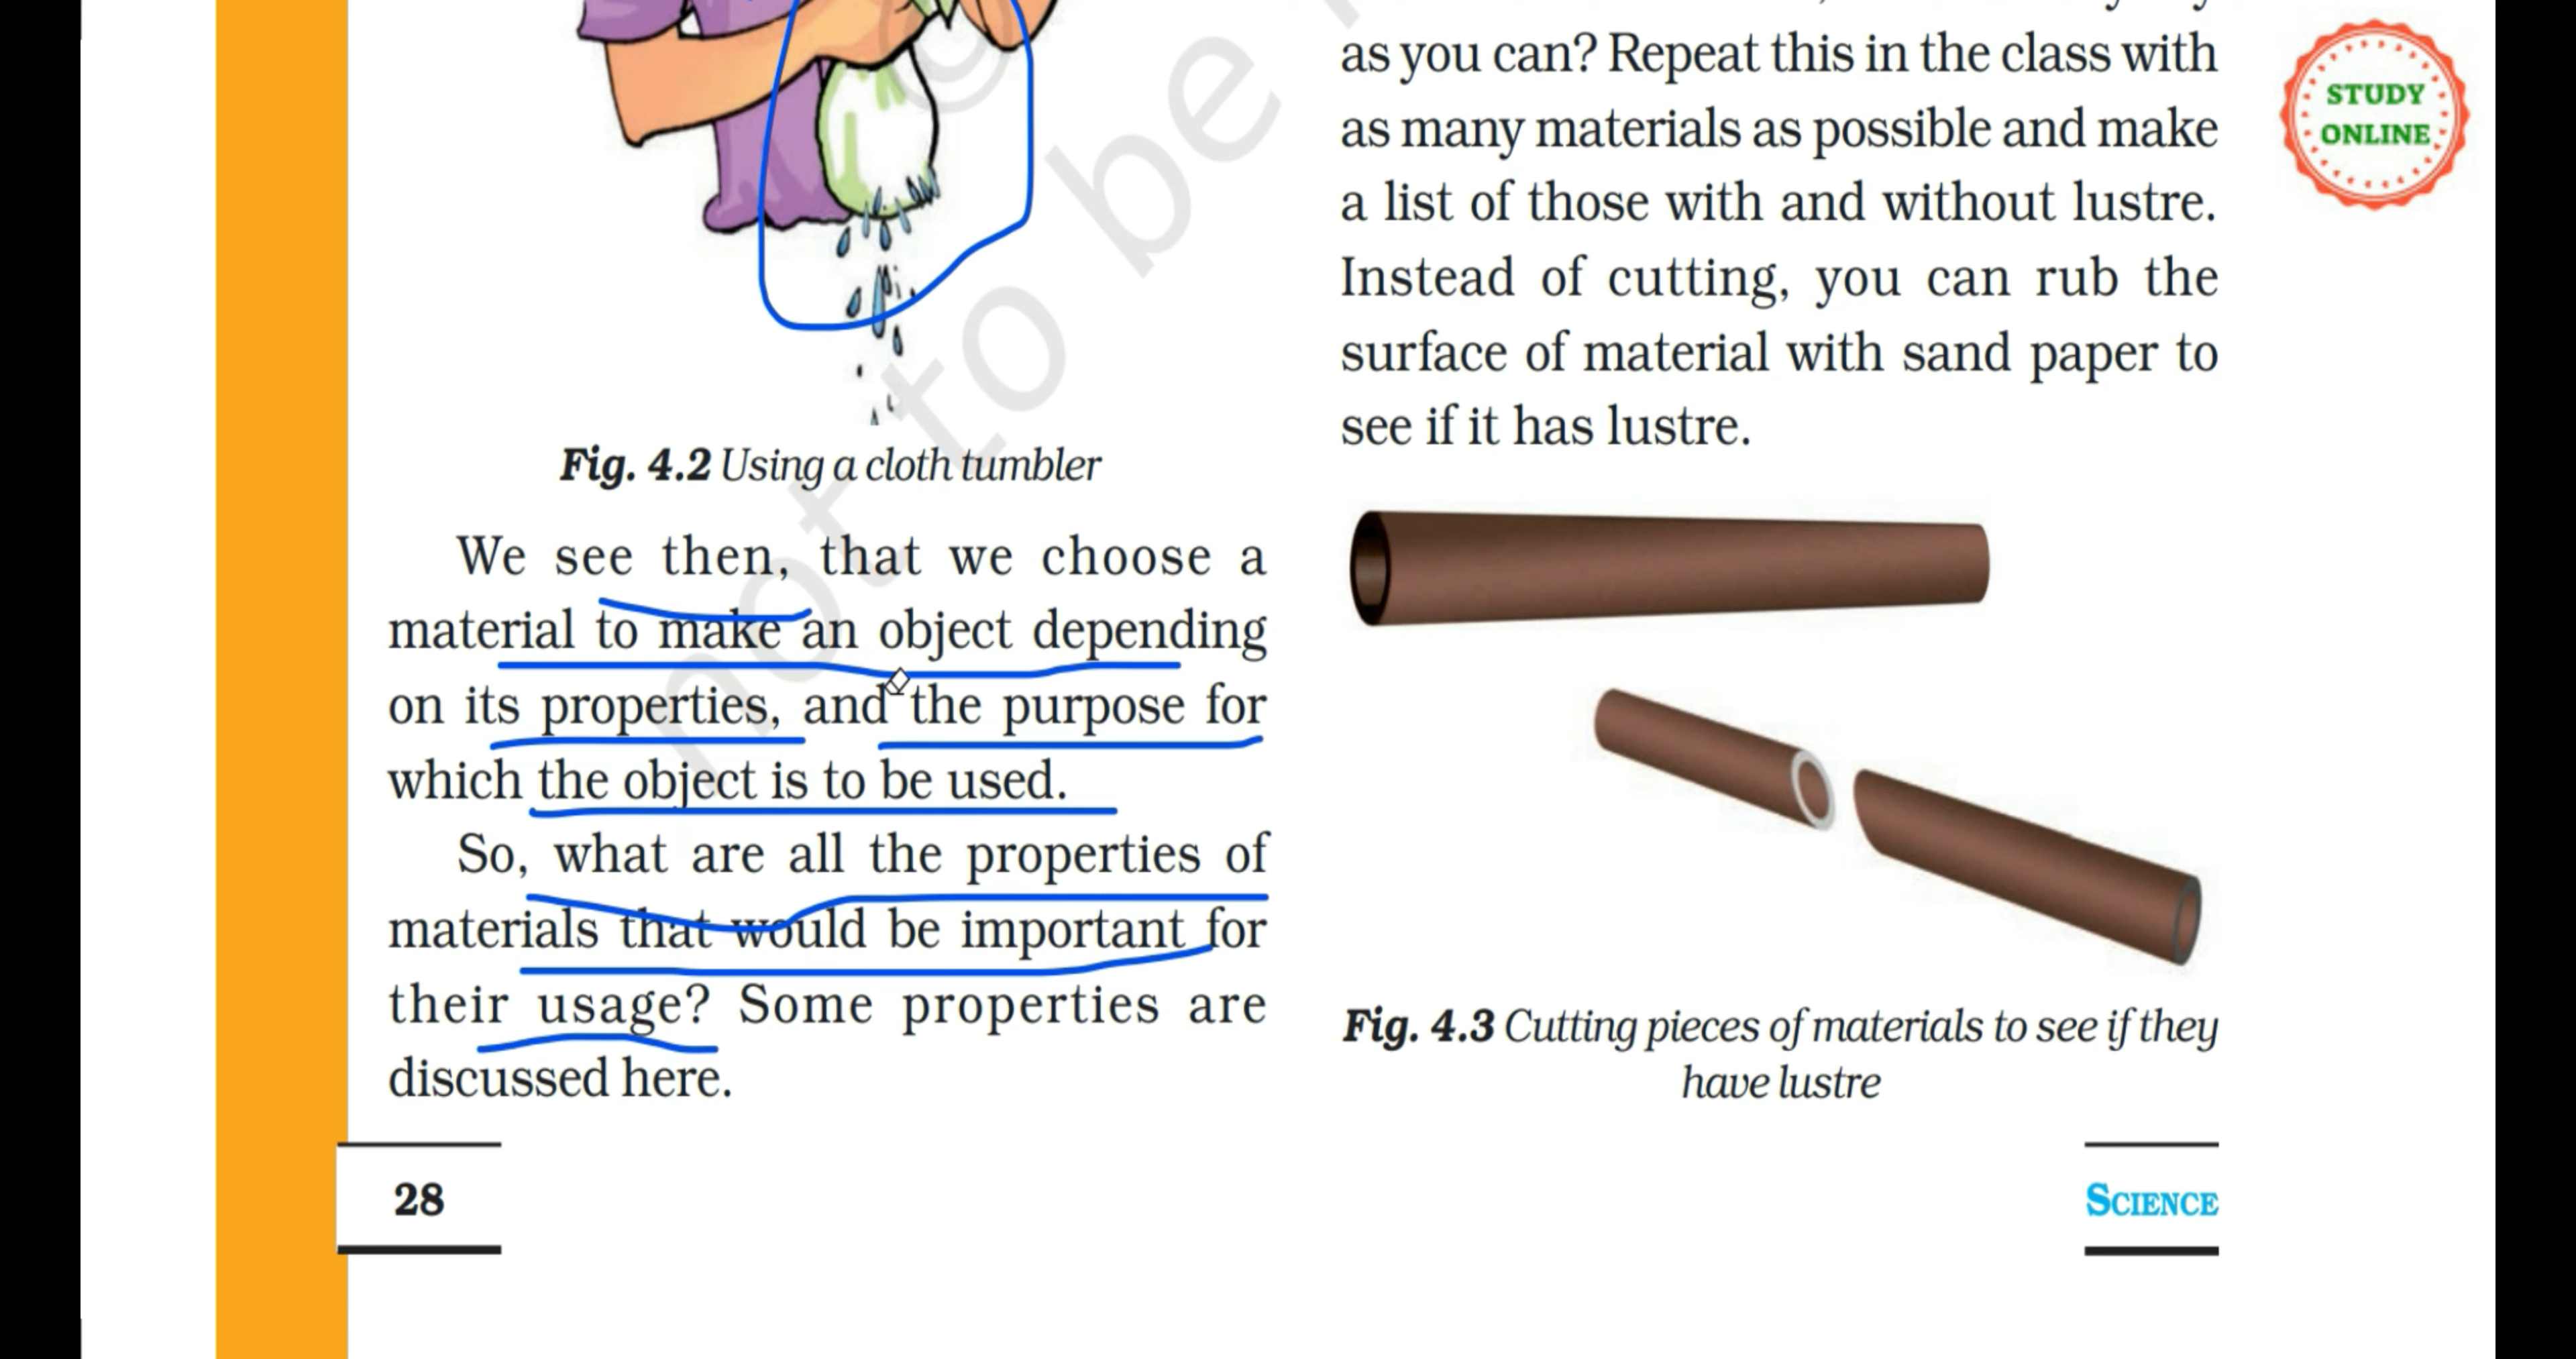 Fig. 4.2 Using a cloth tumbler
We see then, that we choose a
material to make an object depending
on its properties, and the purpose for
which the object is to be used.
So, what are all the properties of
materials that would be important for
their usage? Some properties are
discussed here.
28
as you can? Repeat this in the class with
as many materials as possible and make
a list of those with and without lustre.
Instead of cutting, you can rub the
surface of material with sand paper to
see if it has lustre.
Fig. 4.3 Cutting pieces of materials to see if they
have lustre
SCIENCE
STUDY
ONLINE
not to be